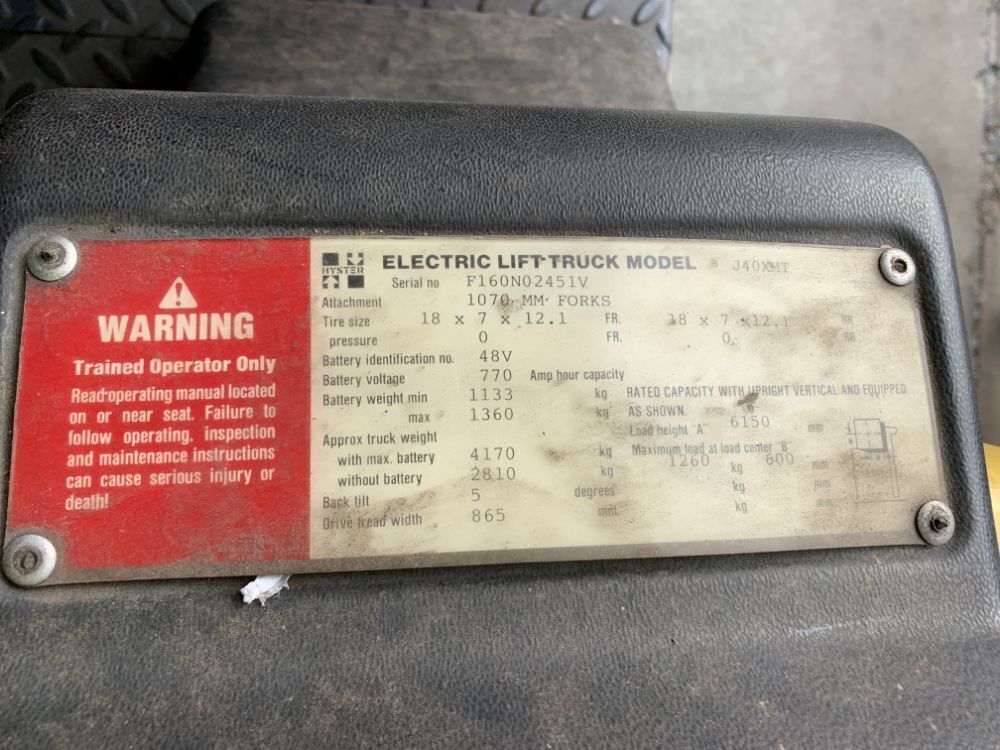 WARNING
Trained Operator Only
Read operating manual located
on or near seat. Failure to
follow operating, inspection
and maintenance instructions
can cause serious injury or
death!
HYSTER
ELECTRIC LIFT TRUCK MODEL J40XMT
Serial no F160N02451V
Attachment 1070 MM FORKS
Tire size 18 x 7 x 12.1 FR. 18 x 7 x12.1 RR
pressure 0 FR. 0 RR
Battery identification no. 48V
Battery voltage 770 Amp hour capacity
Battery weight min 1133 kg
max 1360 kg
Approx truck weight
with max. battery 4170 kg
without battery 2810 kg
Back tilt 5 degrees
Drive tread width 865 mm
RATED CAPACITY WITH UPRIGHT VERTICAL AND EQUIPPED
AS SHOWN.
Load height A 6150 mm
Maximum load at load center B
1260 kg 600 mm
kg mm
kg mm